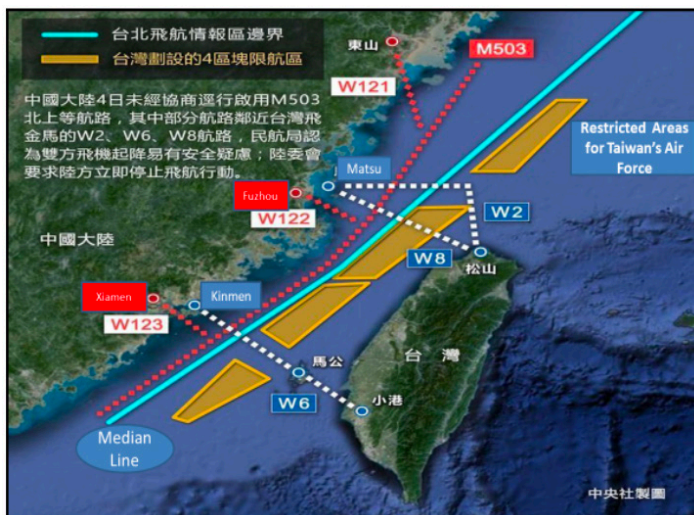 台北飛航情報區邊界
台灣劃設的4區塊限航區
中國大陸4日未經協商逕行啟用M503
北上等航路，其中部分航路鄰近台灣飛
金馬的W2、W6、W8航路，民航局認
為雙方飛機起降易有安全疑慮；陸委會
要求陸方立即停止飛航行動。
東山
M503
W121
Restricted Areas
for Taiwan's Air
Force
Matsu
Fuzhou
W122
W2
W8
松山
中國大陸
Xiamen
Kinmen
W123
馬公
台灣
W6
小港
Median
Line
中央社製圖